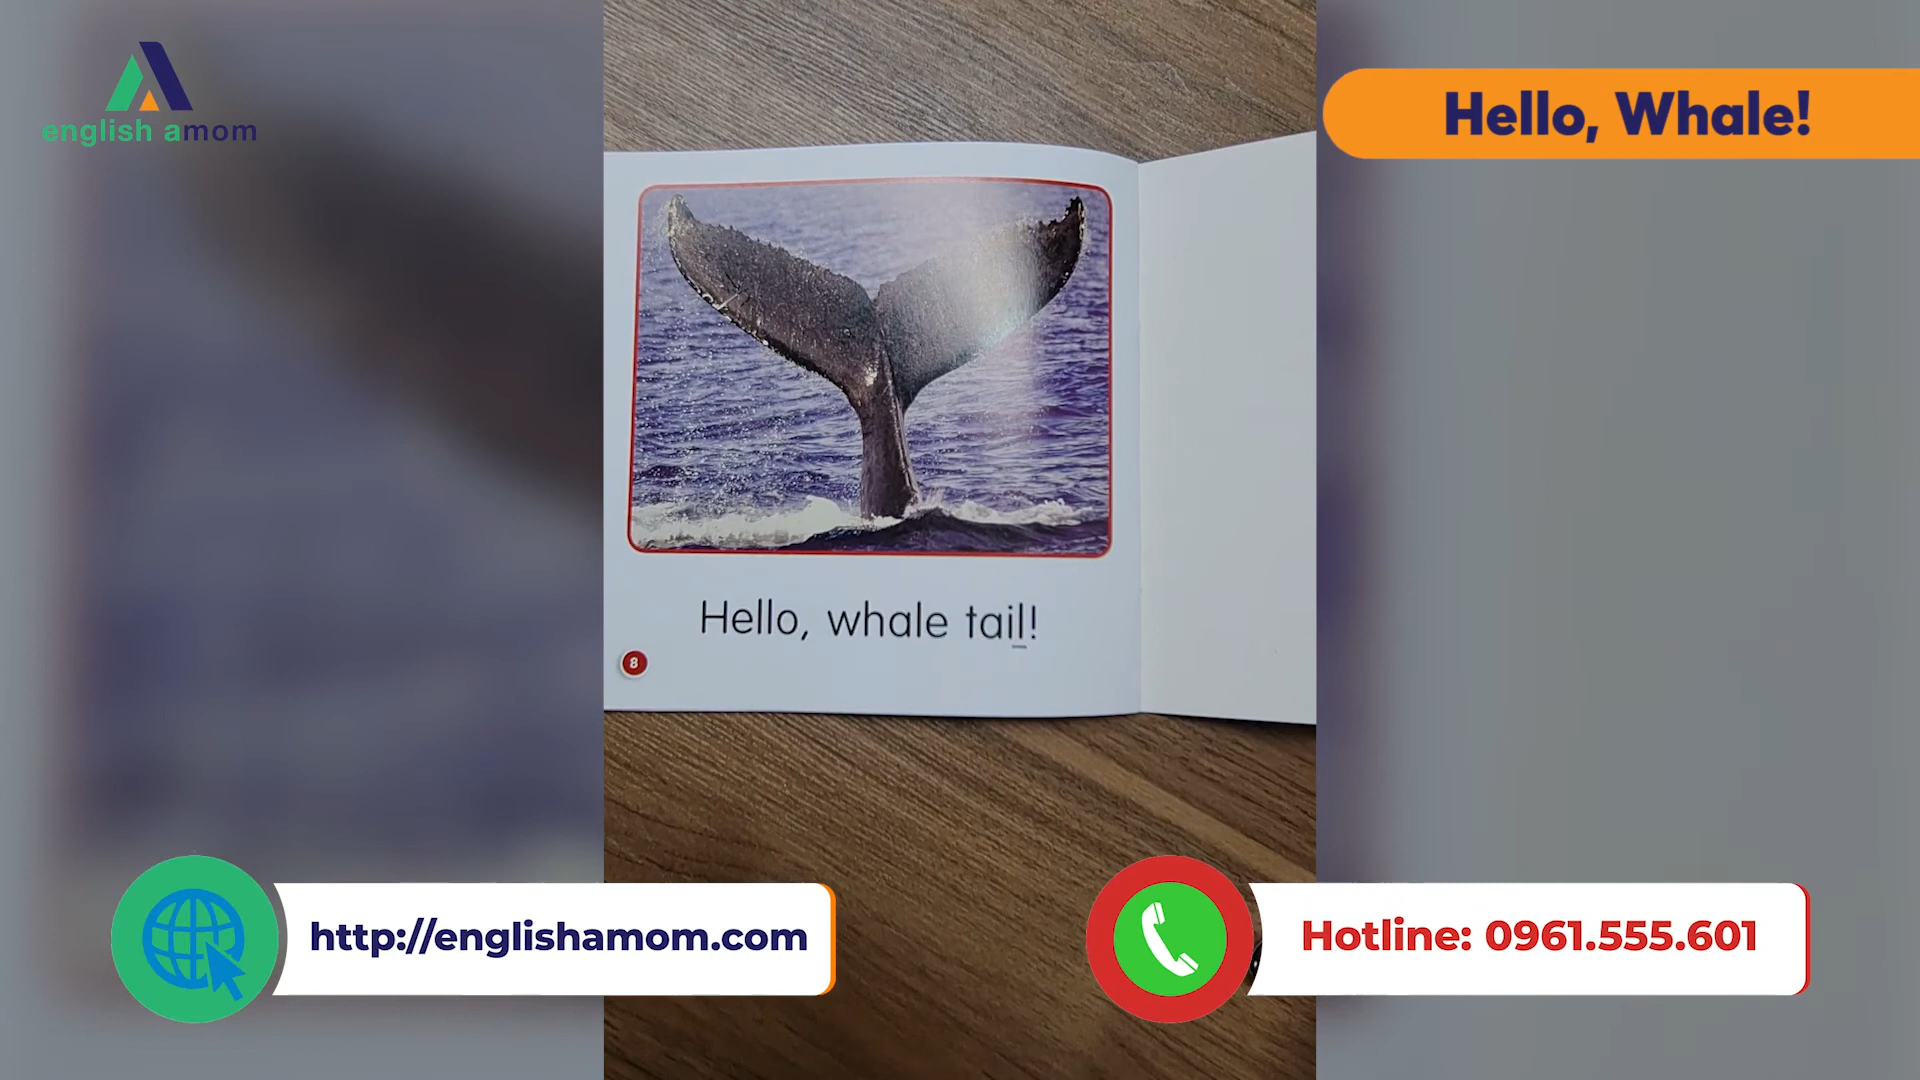 english amom
Hello, Whale!
Hello, whale tail!
8
http://englishamom.com
Hotline: 0961.555.601